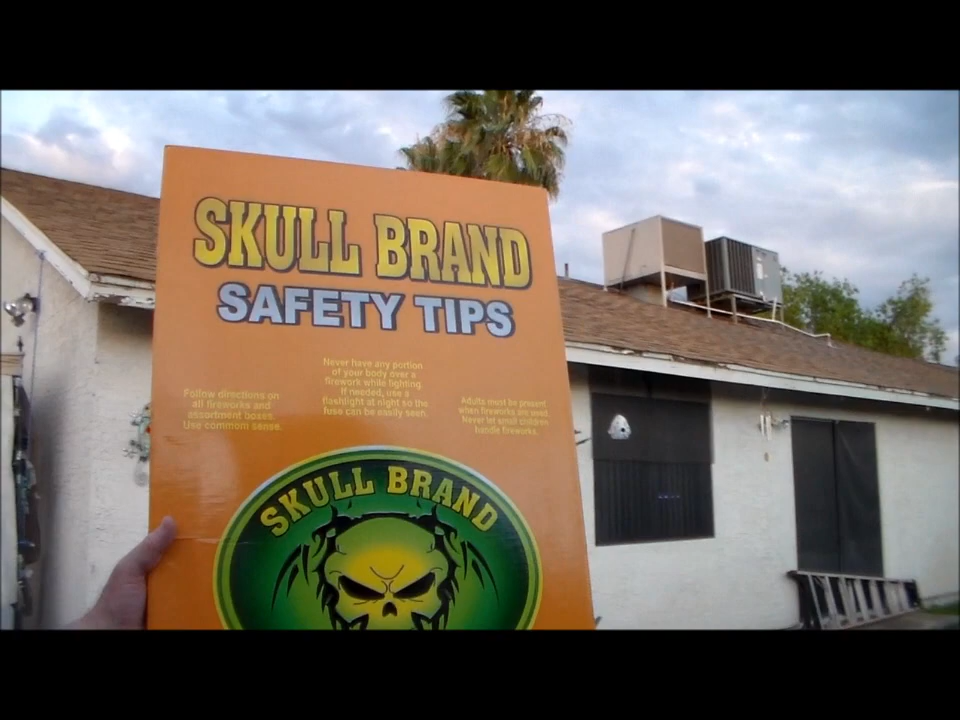 SKULL BRAND
SAFETY TIPS
Follow directions on
all fireworks and
assortment boxes.
Use commom sense.
Never have any portion
of your body over a
firework while lighting.
If needed, use a
flashlight at night so the
fuse can be easily seen.
Adults must be present
when fireworks are used.
Never let small children
handle fireworks.
SKULL BRAND